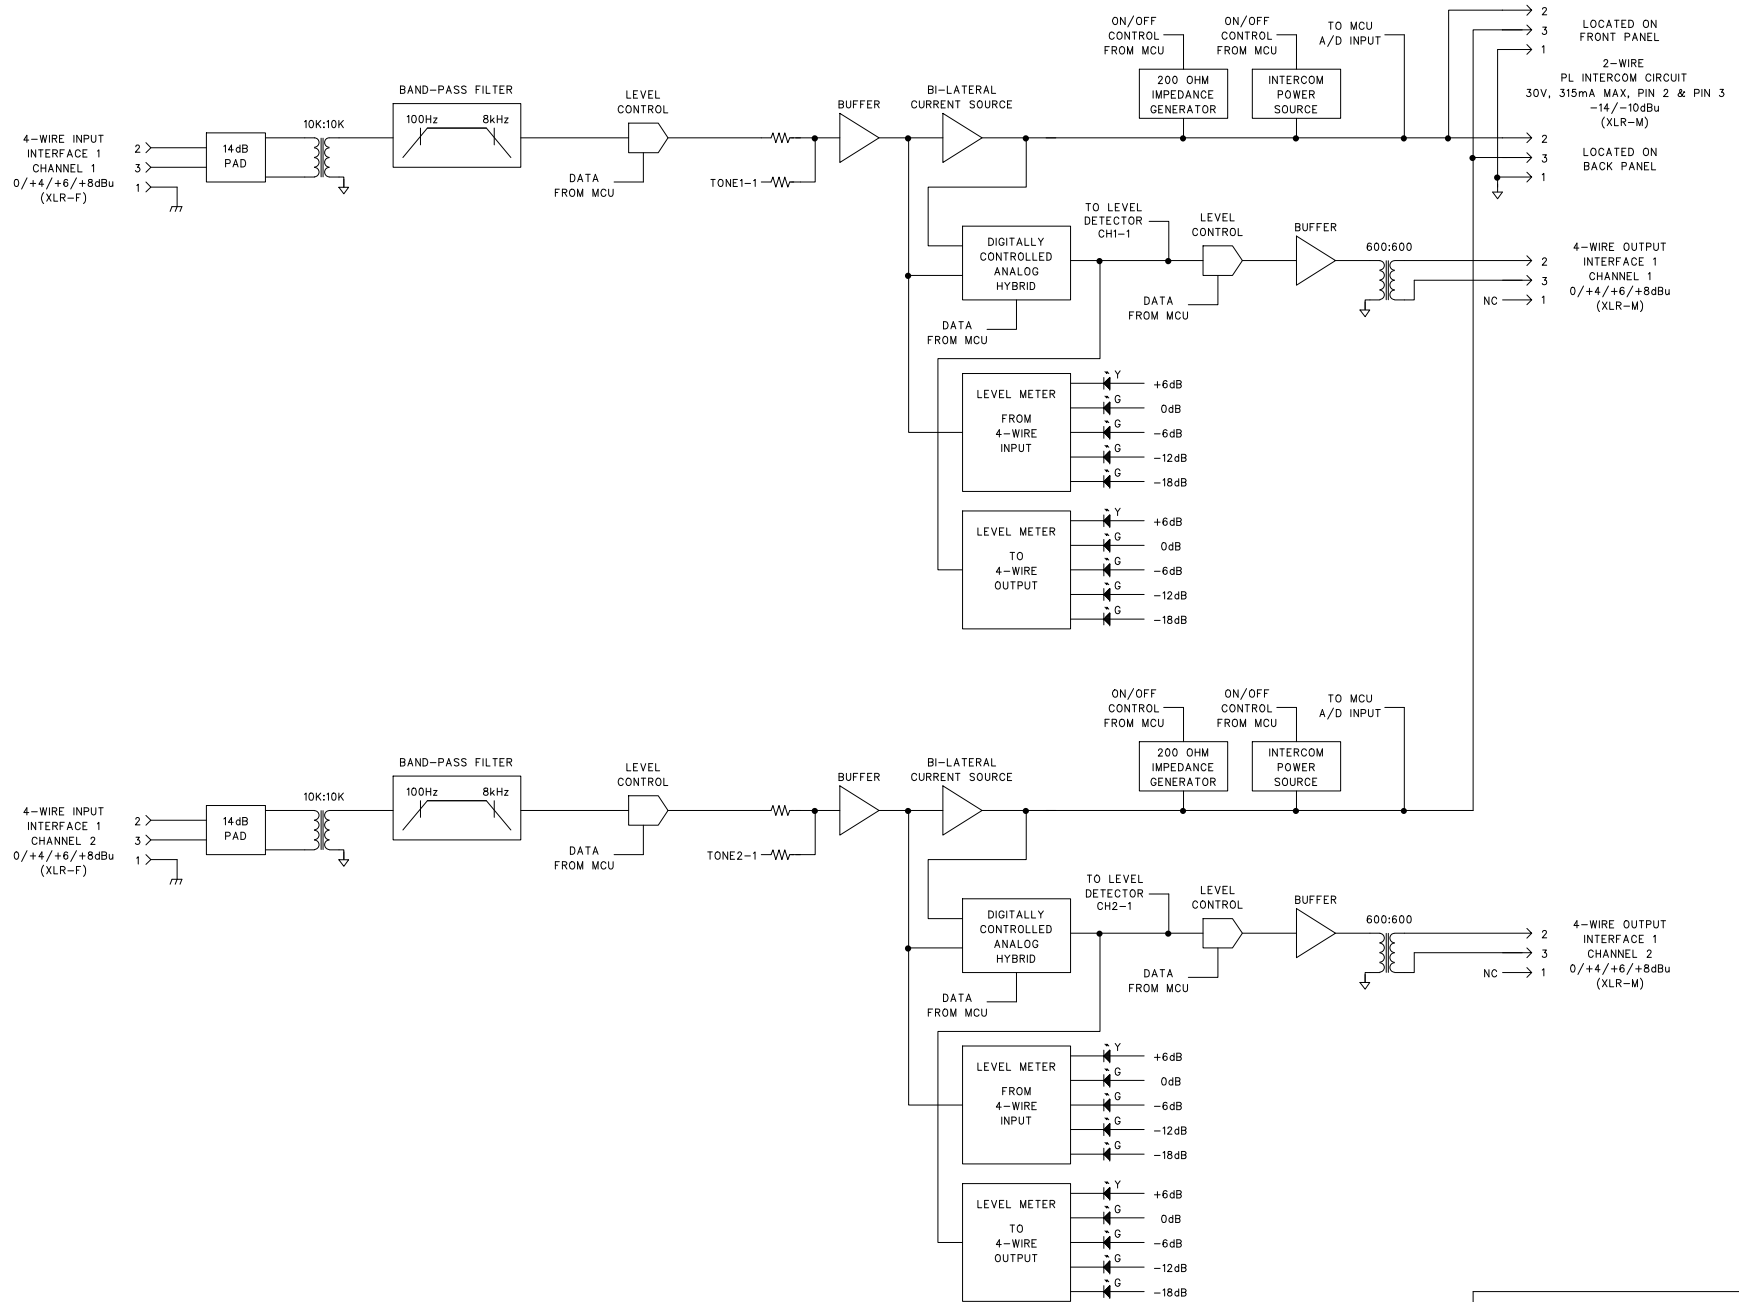 ON/OFF
CONTROL
FROM MCU
ON/OFF
CONTROL
FROM MCU
TO MCU
A/D INPUT
2
3
1
LOCATED ON
FRONT PANEL
2-WIRE
PL INTERCOM CIRCUIT
30V, 315mA MAX, PIN 2 & PIN 3
-14/-10dBu
(XLR-M)
2
3
1
LOCATED ON
BACK PANEL
200 OHM
IMPEDANCE
GENERATOR
INTERCOM
POWER
SOURCE
4-WIRE INPUT
INTERFACE 1
CHANNEL 1
0/+4/+6/+8dBu
(XLR-F)
2
3
1
14dB
PAD
10K:10K
BAND-PASS FILTER
100Hz
8kHz
LEVEL
CONTROL
DATA
FROM MCU
TONE1-1
BUFFER
BI-LATERAL
CURRENT SOURCE
DIGITALLY
CONTROLLED
ANALOG
HYBRID
DATA
FROM MCU
TO LEVEL
DETECTOR
CH1-1
LEVEL
CONTROL
DATA
FROM MCU
BUFFER
600:600
2
3
NC
1
4-WIRE OUTPUT
INTERFACE 1
CHANNEL 1
0/+4/+6/+8dBu
(XLR-M)
LEVEL METER
FROM
4-WIRE
INPUT
Y +6dB
G 0dB
G -6dB
G -12dB
G -18dB
LEVEL METER
TO
4-WIRE
OUTPUT
Y +6dB
G 0dB
G -6dB
G -12dB
G -18dB
ON/OFF
CONTROL
FROM MCU
ON/OFF
CONTROL
FROM MCU
TO MCU
A/D INPUT
200 OHM
IMPEDANCE
GENERATOR
INTERCOM
POWER
SOURCE
4-WIRE INPUT
INTERFACE 1
CHANNEL 2
0/+4/+6/+8dBu
(XLR-F)
2
3
1
14dB
PAD
10K:10K
BAND-PASS FILTER
100Hz
8kHz
LEVEL
CONTROL
DATA
FROM MCU
TONE2-1
BUFFER
BI-LATERAL
CURRENT SOURCE
DIGITALLY
CONTROLLED
ANALOG
HYBRID
DATA
FROM MCU
TO LEVEL
DETECTOR
CH2-1
LEVEL
CONTROL
DATA
FROM MCU
BUFFER
600:600
2
3
NC
1
4-WIRE OUTPUT
INTERFACE 1
CHANNEL 2
0/+4/+6/+8dBu
(XLR-M)
LEVEL METER
FROM
4-WIRE
INPUT
Y +6dB
G 0dB
G -6dB
G -12dB
G -18dB
LEVEL METER
TO
4-WIRE
OUTPUT
Y +6dB
G 0dB
G -6dB
G -12dB
G -18dB